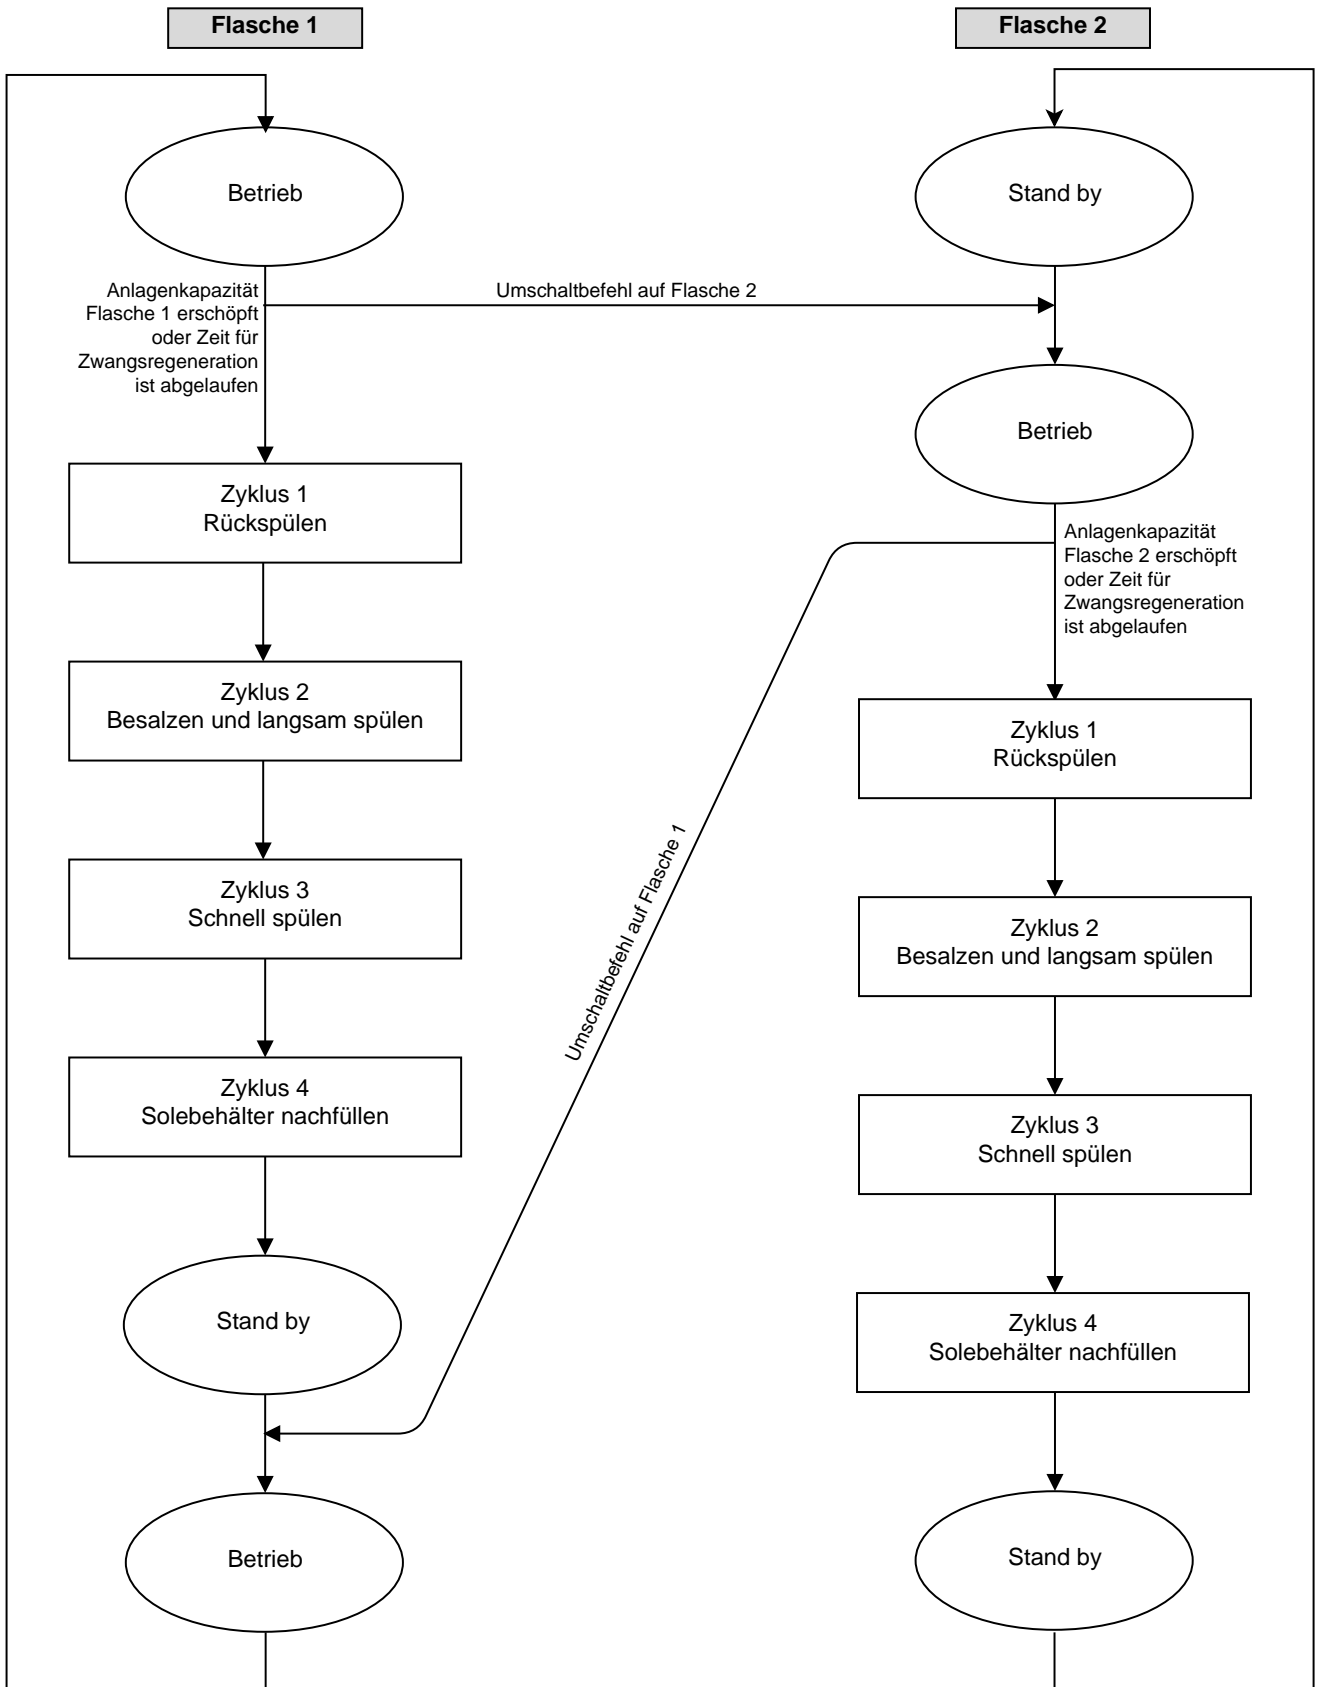 Flasche 1
Flasche 2
Betrieb
Stand by
Anlagenkapazität
Flasche 1 erschöpft
oder Zeit für
Zwangsregeneration
ist abgelaufen
Umschaltbefehl auf Flasche 2
Betrieb
Zyklus 1
Rückspülen
Anlagenkapazität
Flasche 2 erschöpft
oder Zeit für
Zwangsregeneration
ist abgelaufen
Zyklus 2
Besalzen und langsam spülen
Zyklus 1
Rückspülen
Umschaltbefehl auf Flasche 1
Zyklus 3
Schnell spülen
Zyklus 2
Besalzen und langsam spülen
Zyklus 4
Solebehälter nachfüllen
Zyklus 3
Schnell spülen
Stand by
Zyklus 4
Solebehälter nachfüllen
Betrieb
Stand by